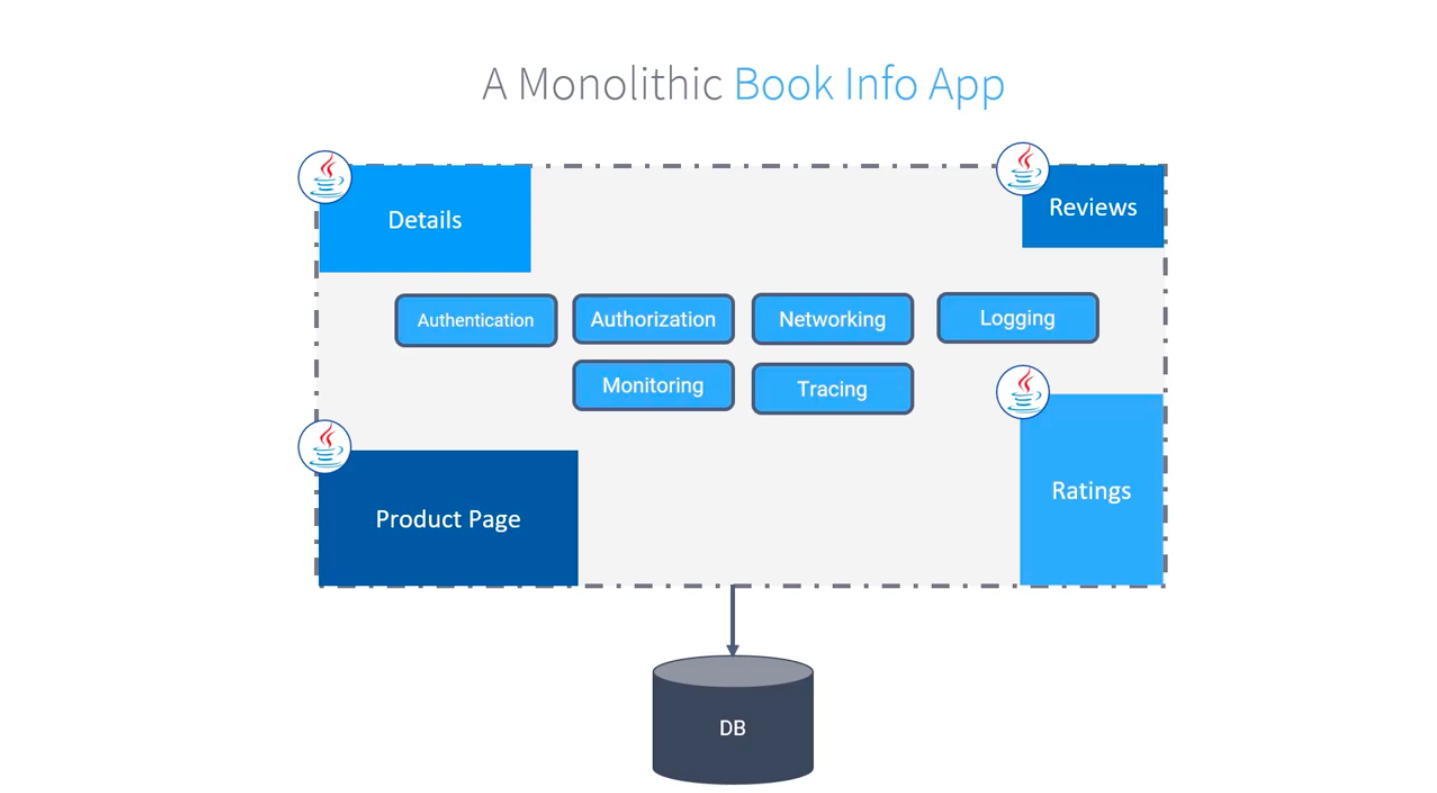 A Monolithic Book Info App
Details
Reviews
Authentication
Authorization
Networking
Logging
Monitoring
Tracing
Product Page
Ratings
DB